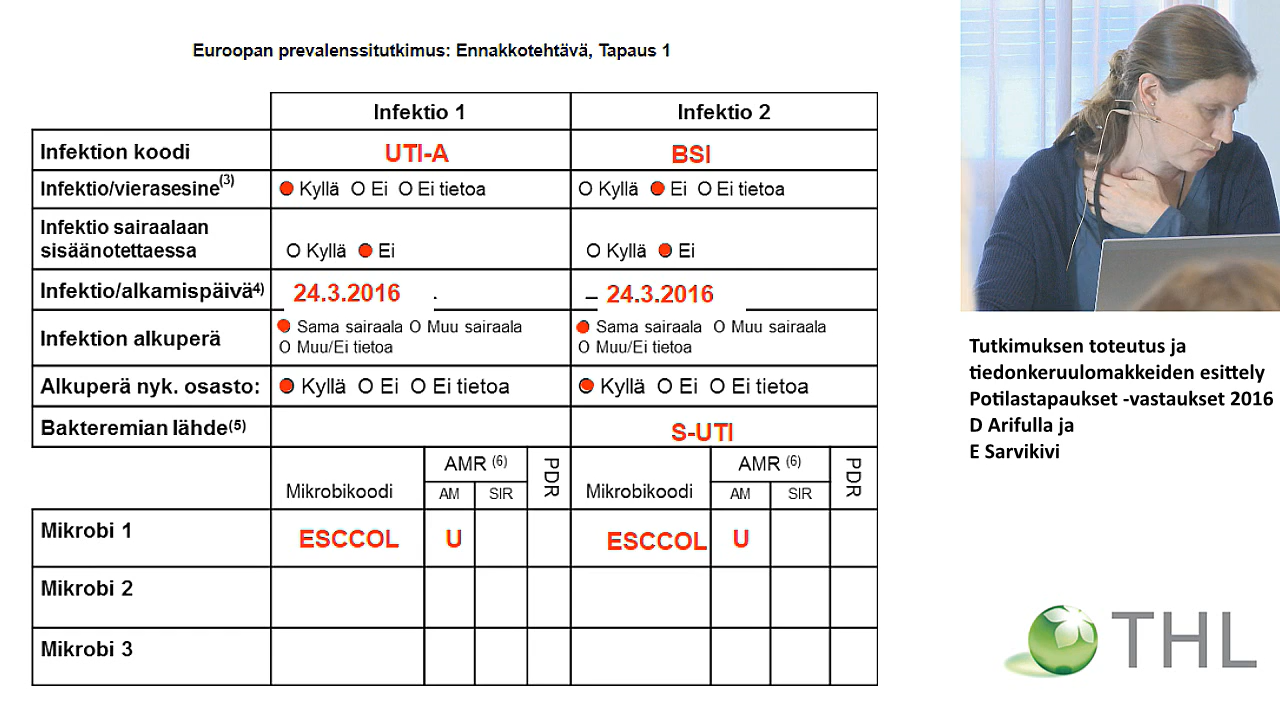 Euroopan prevalenssitutkimus: Ennakkotehtävä, Tapaus 1
Infektio 1 Infektio 2
Infektion koodi UTI-A BSI
Infektio/vierasesine(3) Kyllä O Ei O Ei tietoa O Kyllä Ei O Ei tietoa
Infektio sairaalaan
sisäänotettaessa O Kyllä Ei O Kyllä Ei
Infektio/alkamispäivä4) 24.3.2016 . – 24.3.2016
Infektion alkuperä Sama sairaala O Muu sairaala Sama sairaala O Muu sairaala
O Muu/Ei tietoa O Muu/Ei tietoa
Alkuperä nyk. osasto: Kyllä O Ei O Ei tietoa Kyllä O Ei O Ei tietoa
Bakteremian lähde(5) S-UTI
Mikrobikoodi AMR (6) PDR Mikrobikoodi AMR (6) PDR
AM SIR AM SIR
Mikrobi 1 ESCCOL U ESCCOL U
Mikrobi 2
Mikrobi 3
Tutkimuksen toteutus ja
tiedonkeruulomakkeiden esittely
Potilastapaukset -vastaukset 2016
D Arifulla ja
E Sarvikivi
THL